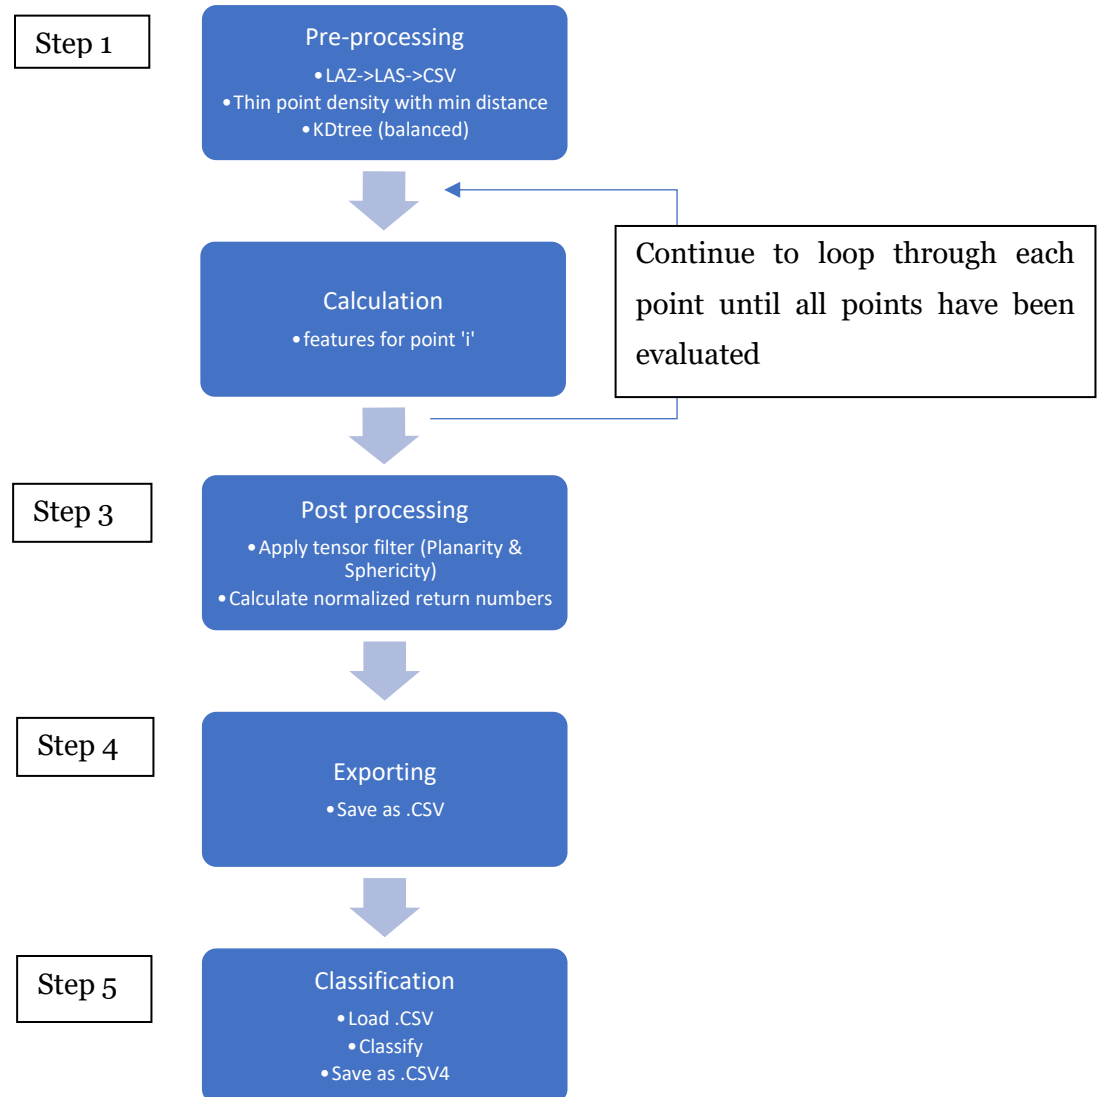 Step 1
Pre-processing
•LAZ->LAS->CSV
•Thin point density with min distance
•KDtree (balanced)
Continue to loop through each
point until all points have been
evaluated
Calculation
•features for point 'i'
Step 3
Post processing
•Apply tensor filter (Planarity &
Sphericity)
•Calculate normalized return numbers
Step 4
Exporting
•Save as .CSV
Step 5
Classification
•Load .CSV
•Classify
•Save as .CSV4